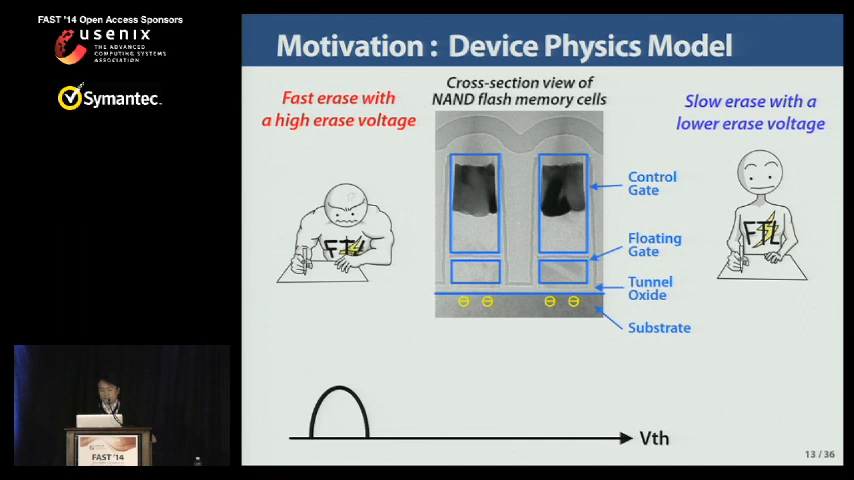 FAST '14 Open Access Sponsors
usenix
THE ADVANCED
COMPUTING SYSTEMS
ASSOCIATION
Symantec.
Motivation : Device Physics Model
Fast erase with
a high erase voltage
Cross-section view of
NAND flash memory cells
Slow erase with a
lower erase voltage
Control
Gate
Floating
Gate
Tunnel
Oxide
Substrate
FTL
FTL
Vth
FAST '14
13 / 36